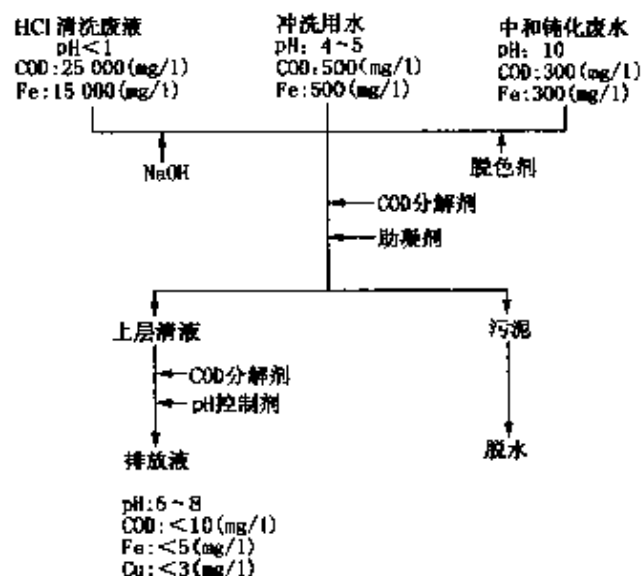 HCl 清洗废液
pH<1
COD:25 000(mg/l)
Fe:15 000(mg/l)
冲洗用水
pH: 4~5
COD:500(mg/l)
Fe:500(mg/l)
中和钝化废水
pH: 10
COD:300(mg/l)
Fe:300(mg/l)
NaOH
脱色剂
COD分解剂
助凝剂
上层清液
污泥
COD分解剂
pH控制剂
排放液
脱水
pH:6~8
COD:<10(mg/l)
Fe:<5(mg/l)
Cu:<3(mg/l)